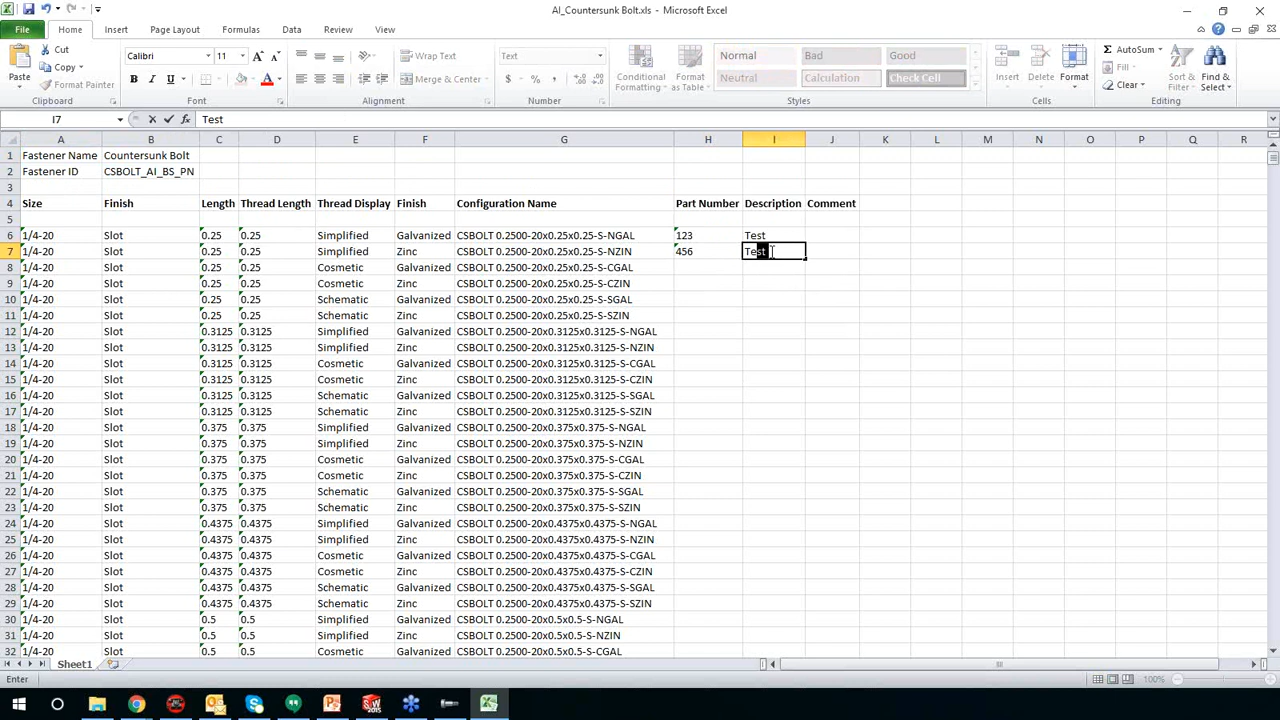 AI_Countersunk Bolt.xls - Microsoft Excel
File Home Insert Page Layout Formulas Data Review View
Paste Cut Copy Format Painter Clipboard
Calibri 11 B I U A A A Font
Wrap Text Merge & Center Alignment
Text $ % , Number
Conditional Formatting Format as Table Normal Bad Good Neutral Calculation Check Cell Styles
Insert Delete Format Cells
Σ AutoSum Fill Clear Sort & Filter Find & Select Editing
I7 fx Test
A B C D E F G H I J K L M N O P Q R
1 Fastener Name Countersunk Bolt
2 Fastener ID CSBOLT_AI_BS_PN
3
4 Size Finish Length Thread Length Thread Display Finish Configuration Name Part Number Description Comment
5
6 1/4-20 Slot 0.25 0.25 Simplified Galvanized CSBOLT 0.2500-20x0.25x0.25-S-NGAL 123 Test
7 1/4-20 Slot 0.25 0.25 Simplified Zinc CSBOLT 0.2500-20x0.25x0.25-S-NZIN 456 Test
8 1/4-20 Slot 0.25 0.25 Cosmetic Galvanized CSBOLT 0.2500-20x0.25x0.25-S-CGAL
9 1/4-20 Slot 0.25 0.25 Cosmetic Zinc CSBOLT 0.2500-20x0.25x0.25-S-CZIN
10 1/4-20 Slot 0.25 0.25 Schematic Galvanized CSBOLT 0.2500-20x0.25x0.25-S-SGAL
11 1/4-20 Slot 0.25 0.25 Schematic Zinc CSBOLT 0.2500-20x0.25x0.25-S-SZIN
12 1/4-20 Slot 0.3125 0.3125 Simplified Galvanized CSBOLT 0.2500-20x0.3125x0.3125-S-NGAL
13 1/4-20 Slot 0.3125 0.3125 Simplified Zinc CSBOLT 0.2500-20x0.3125x0.3125-S-NZIN
14 1/4-20 Slot 0.3125 0.3125 Cosmetic Galvanized CSBOLT 0.2500-20x0.3125x0.3125-S-CGAL
15 1/4-20 Slot 0.3125 0.3125 Cosmetic Zinc CSBOLT 0.2500-20x0.3125x0.3125-S-CZIN
16 1/4-20 Slot 0.3125 0.3125 Schematic Galvanized CSBOLT 0.2500-20x0.3125x0.3125-S-SGAL
17 1/4-20 Slot 0.3125 0.3125 Schematic Zinc CSBOLT 0.2500-20x0.3125x0.3125-S-SZIN
18 1/4-20 Slot 0.375 0.375 Simplified Galvanized CSBOLT 0.2500-20x0.375x0.375-S-NGAL
19 1/4-20 Slot 0.375 0.375 Simplified Zinc CSBOLT 0.2500-20x0.375x0.375-S-NZIN
20 1/4-20 Slot 0.375 0.375 Cosmetic Galvanized CSBOLT 0.2500-20x0.375x0.375-S-CGAL
21 1/4-20 Slot 0.375 0.375 Cosmetic Zinc CSBOLT 0.2500-20x0.375x0.375-S-CZIN
22 1/4-20 Slot 0.375 0.375 Schematic Galvanized CSBOLT 0.2500-20x0.375x0.375-S-SGAL
23 1/4-20 Slot 0.375 0.375 Schematic Zinc CSBOLT 0.2500-20x0.375x0.375-S-SZIN
24 1/4-20 Slot 0.4375 0.4375 Simplified Galvanized CSBOLT 0.2500-20x0.4375x0.4375-S-NGAL
25 1/4-20 Slot 0.4375 0.4375 Simplified Zinc CSBOLT 0.2500-20x0.4375x0.4375-S-NZIN
26 1/4-20 Slot 0.4375 0.4375 Cosmetic Galvanized CSBOLT 0.2500-20x0.4375x0.4375-S-CGAL
27 1/4-20 Slot 0.4375 0.4375 Cosmetic Zinc CSBOLT 0.2500-20x0.4375x0.4375-S-CZIN
28 1/4-20 Slot 0.4375 0.4375 Schematic Galvanized CSBOLT 0.2500-20x0.4375x0.4375-S-SGAL
29 1/4-20 Slot 0.4375 0.4375 Schematic Zinc CSBOLT 0.2500-20x0.4375x0.4375-S-SZIN
30 1/4-20 Slot 0.5 0.5 Simplified Galvanized CSBOLT 0.2500-20x0.5x0.5-S-NGAL
31 1/4-20 Slot 0.5 0.5 Simplified Zinc CSBOLT 0.2500-20x0.5x0.5-S-NZIN
32 1/4-20 Slot 0.5 0.5 Cosmetic Galvanized CSBOLT 0.2500-20x0.5x0.5-S-CGAL
Sheet1
Enter 100%